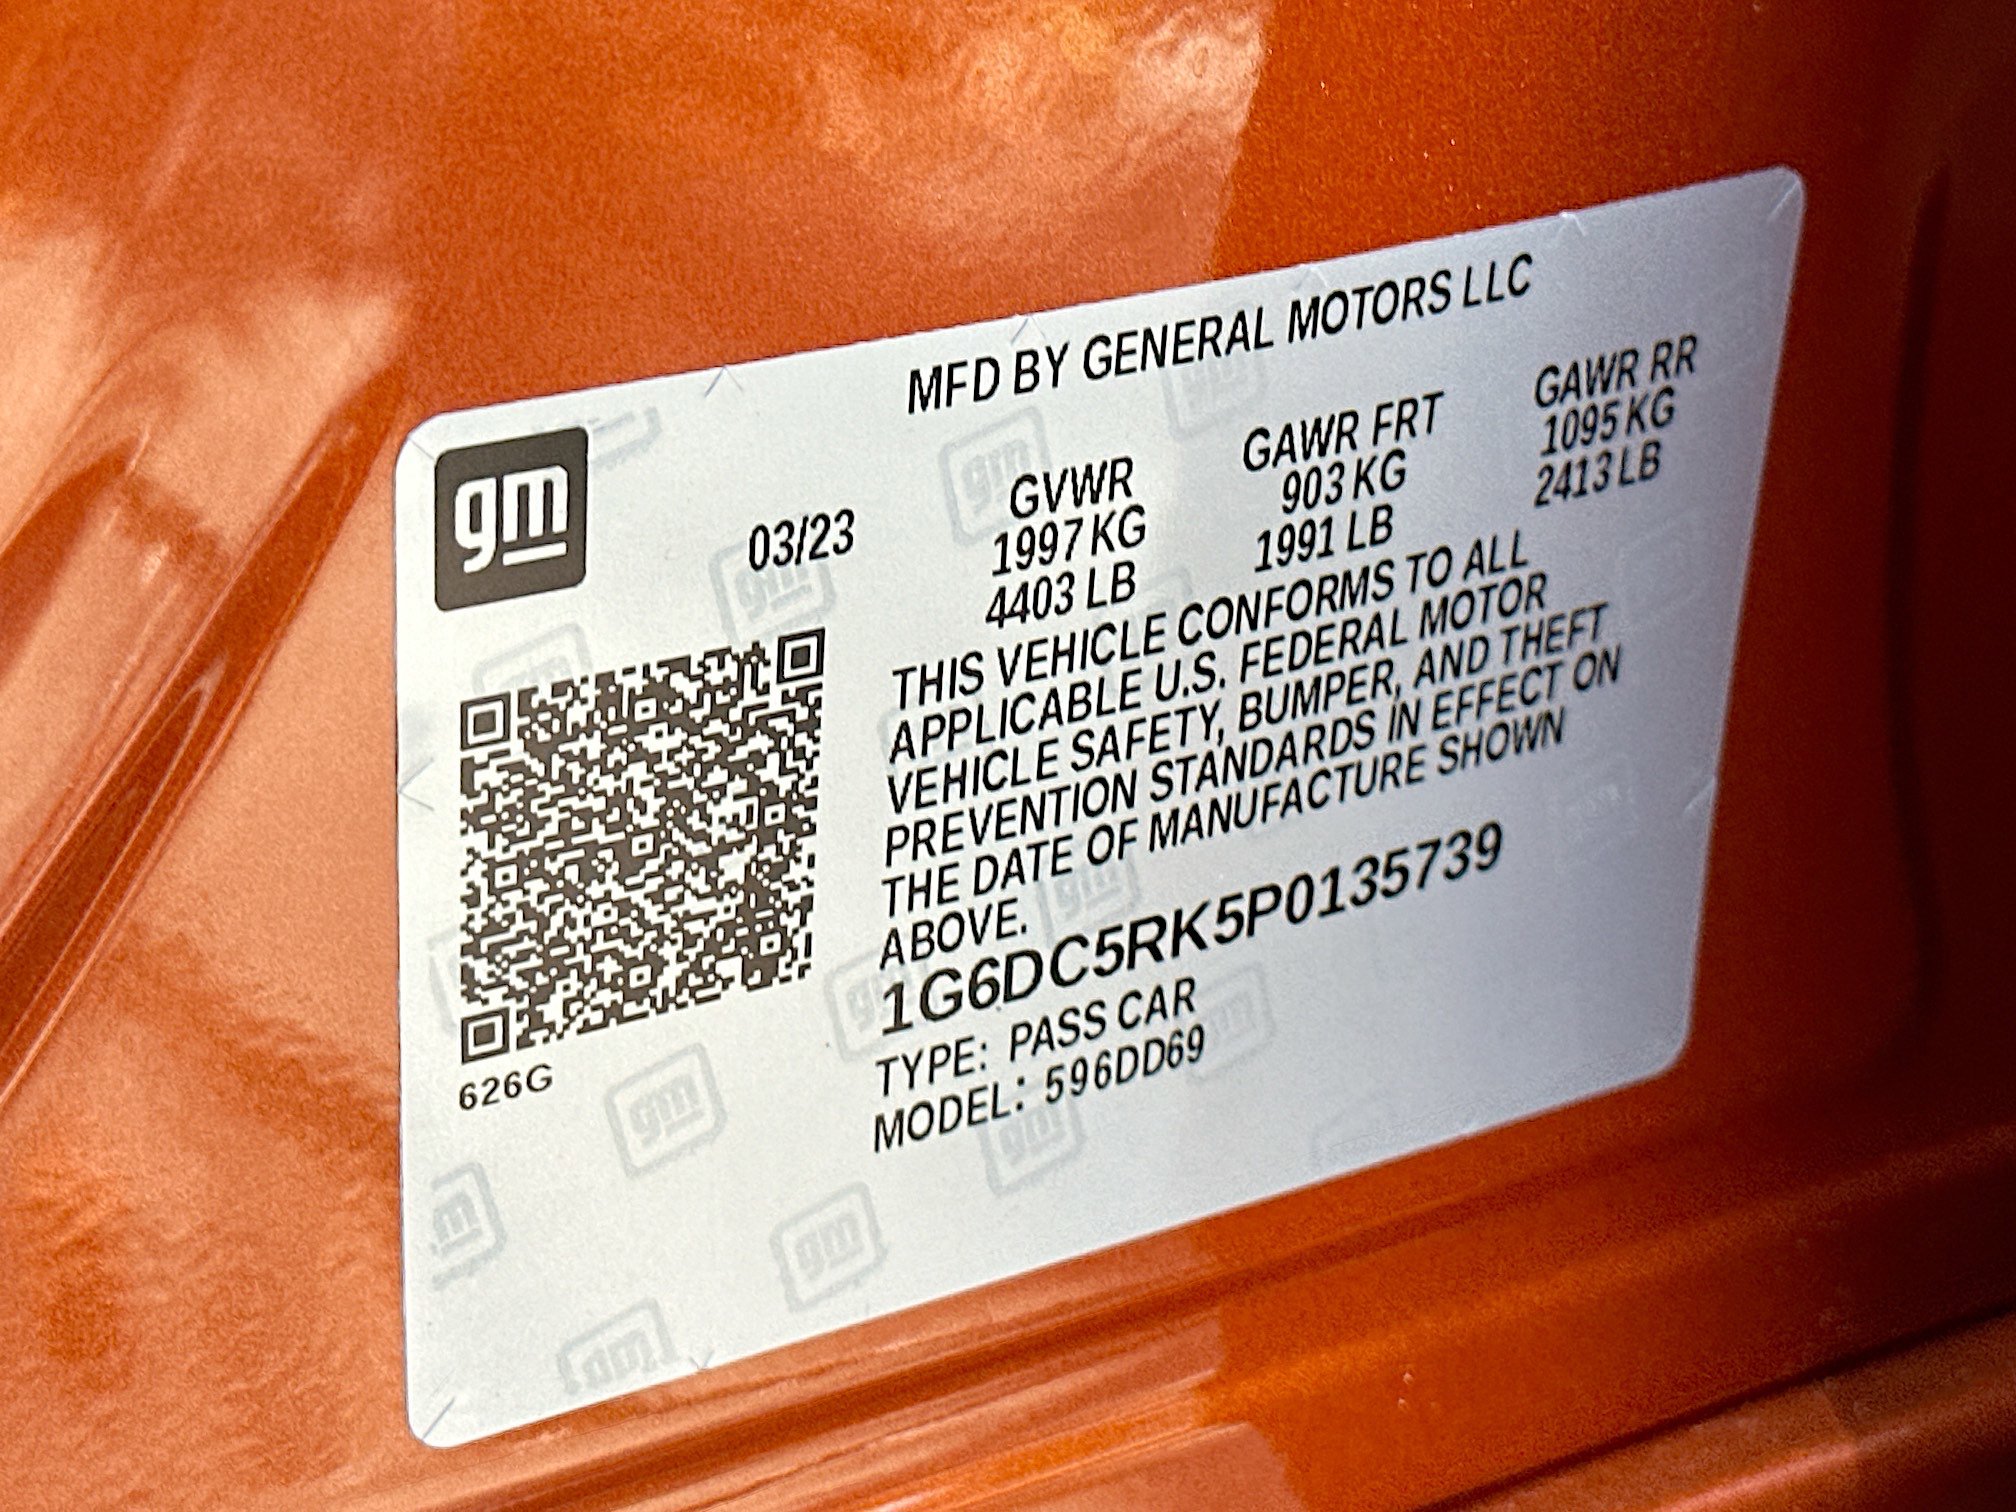 gm
MFD BY GENERAL MOTORS LLC
03/23
GVWR
1997 KG
4403 LB
GAWR FRT
903 KG
1991 LB
GAWR RR
1095 KG
2413 LB
THIS VEHICLE CONFORMS TO ALL
APPLICABLE U.S. FEDERAL MOTOR
VEHICLE SAFETY, BUMPER, AND THEFT
PREVENTION STANDARDS IN EFFECT ON
THE DATE OF MANUFACTURE SHOWN
ABOVE.
1G6DC5RK5P0135739
TYPE: PASS CAR
MODEL: 596DD69
626G